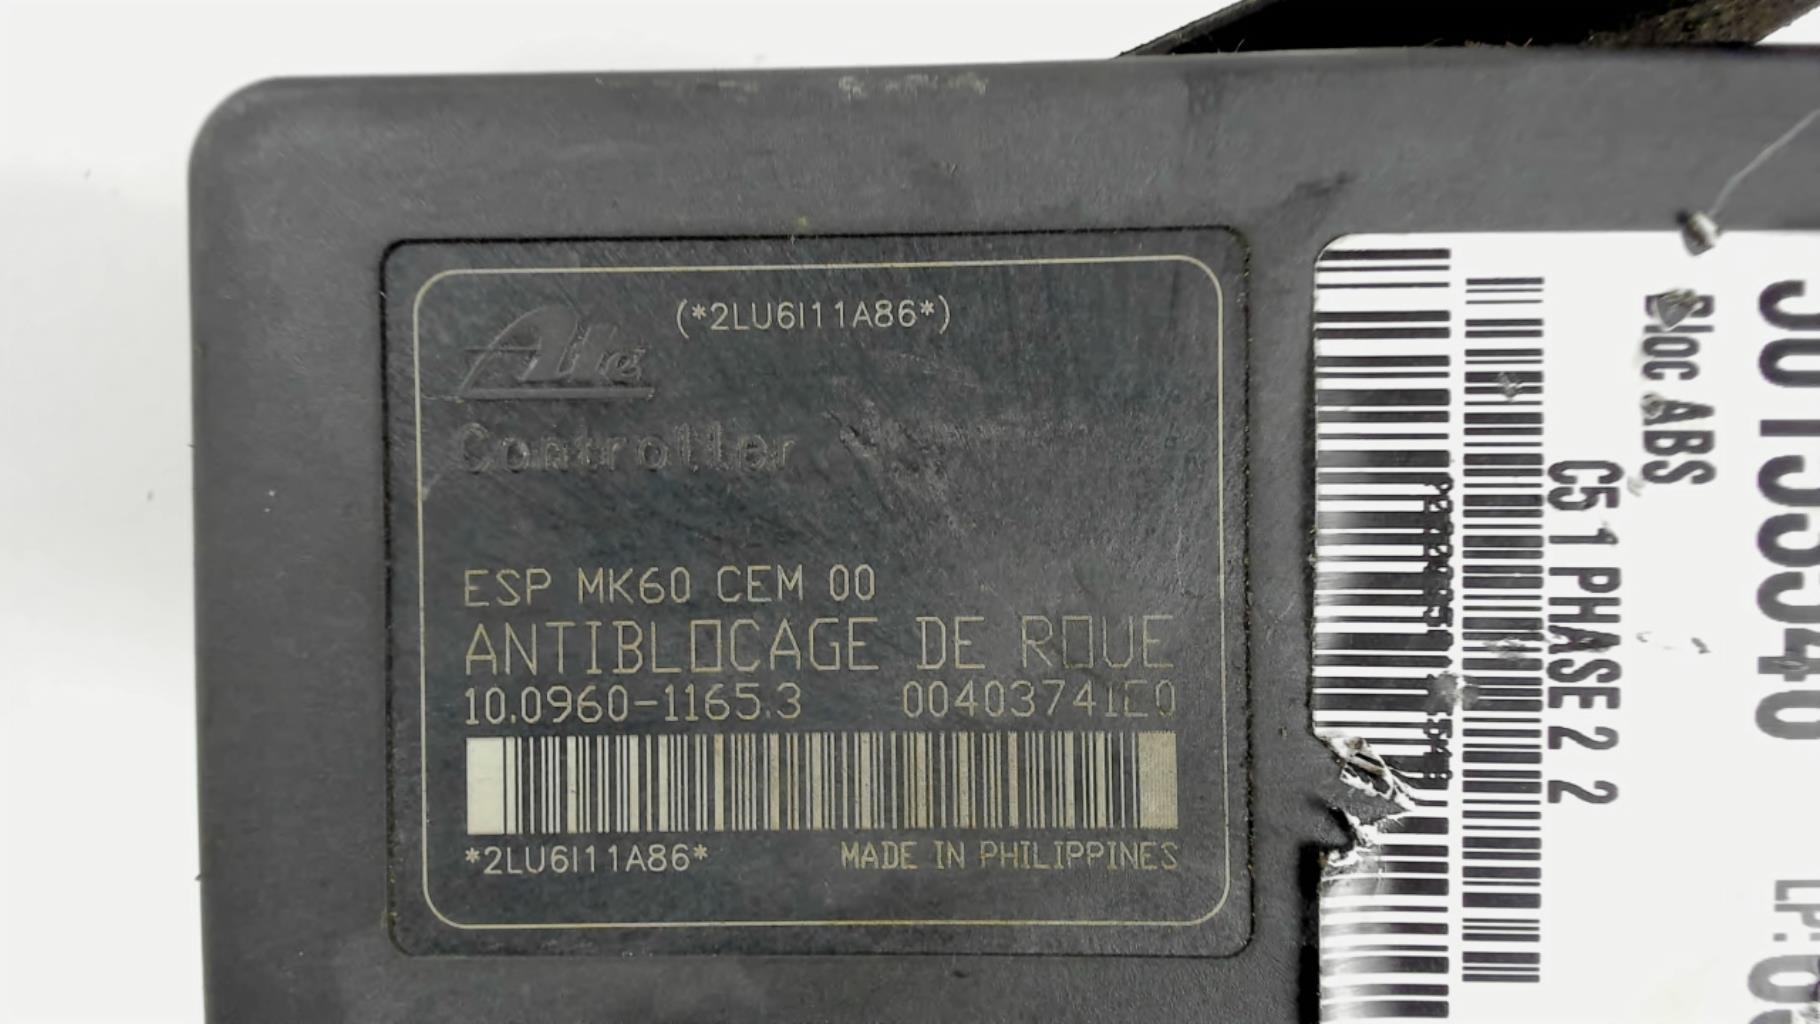 (*2LU6I11A86*)
Ate
Controller
ESP MK60 CEM 00
ANTIBLOCAGE DE ROUE
10.0960-1165.3 00403741E0
*2LU6I11A86*
MADE IN PHILIPPINES
Bloc ABS
C5 1 PHASE 2 2